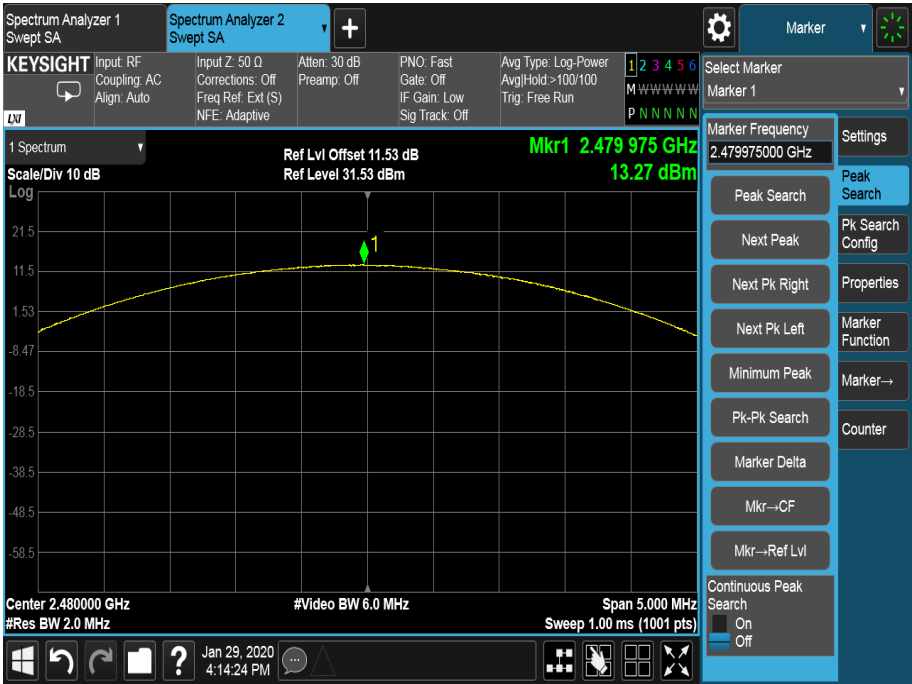 Spectrum Analyzer 1
Swept SA
Spectrum Analyzer 2
Swept SA
Marker
KEYSIGHT
LXI
Input: RF
Coupling: AC
Align: Auto
Input Z: 50 Ω
Corrections: Off
Freq Ref: Ext (S)
NFE: Adaptive
Atten: 30 dB
Preamp: Off
PNO: Fast
Gate: Off
IF Gain: Low
Sig Track: Off
Avg Type: Log-Power
Avg|Hold:>100/100
Trig: Free Run
1 2 3 4 5 6
M W W W W W
P N N N N N
Select Marker
Marker 1
1 Spectrum
Scale/Div 10 dB
Log
Ref Lvl Offset 11.53 dB
Ref Level 31.53 dBm
Mkr1 2.479 975 GHz
13.27 dBm
21.5
11.5
1.53
-8.47
-18.5
-28.5
-38.5
-48.5
-58.5
1
Center 2.480000 GHz
#Res BW 2.0 MHz
#Video BW 6.0 MHz
Span 5.000 MHz
Sweep 1.00 ms (1001 pts)
Marker Frequency
2.479975000 GHz
Peak Search
Next Peak
Next Pk Right
Next Pk Left
Minimum Peak
Pk-Pk Search
Marker Delta
Mkr→CF
Mkr→Ref Lvl
Continuous Peak
Search
On
Off
Settings
Peak
Search
Pk Search
Config
Properties
Marker
Function
Marker→
Counter
?
Jan 29, 2020
4:14:24 PM